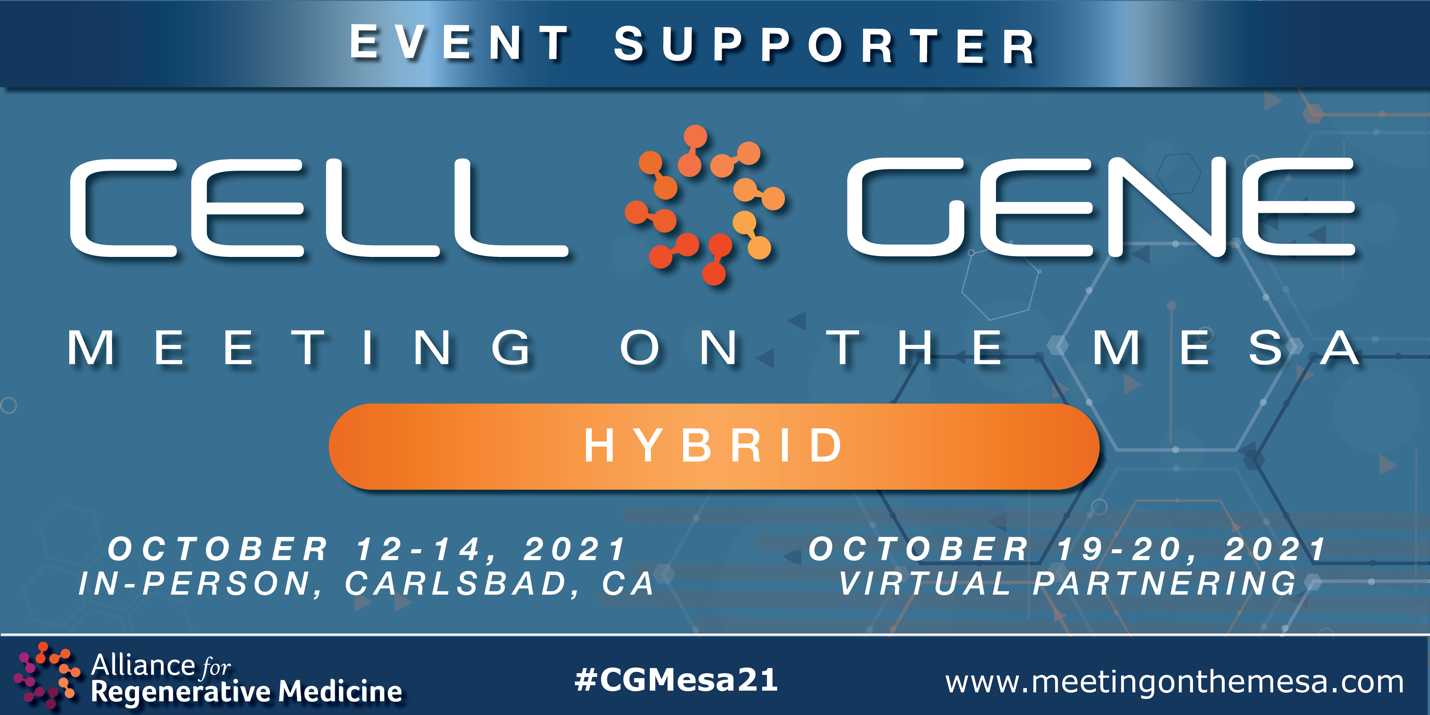 EVENT SUPPORTER
CELL GENE
MEETING ON THE MESA
HYBRID
OCTOBER 12-14, 2021
IN-PERSON, CARLSBAD, CA
OCTOBER 19-20, 2021
VIRTUAL PARTNERING
Alliance for
Regenerative Medicine
#CGMesa21
www.meetingonthemesa.com